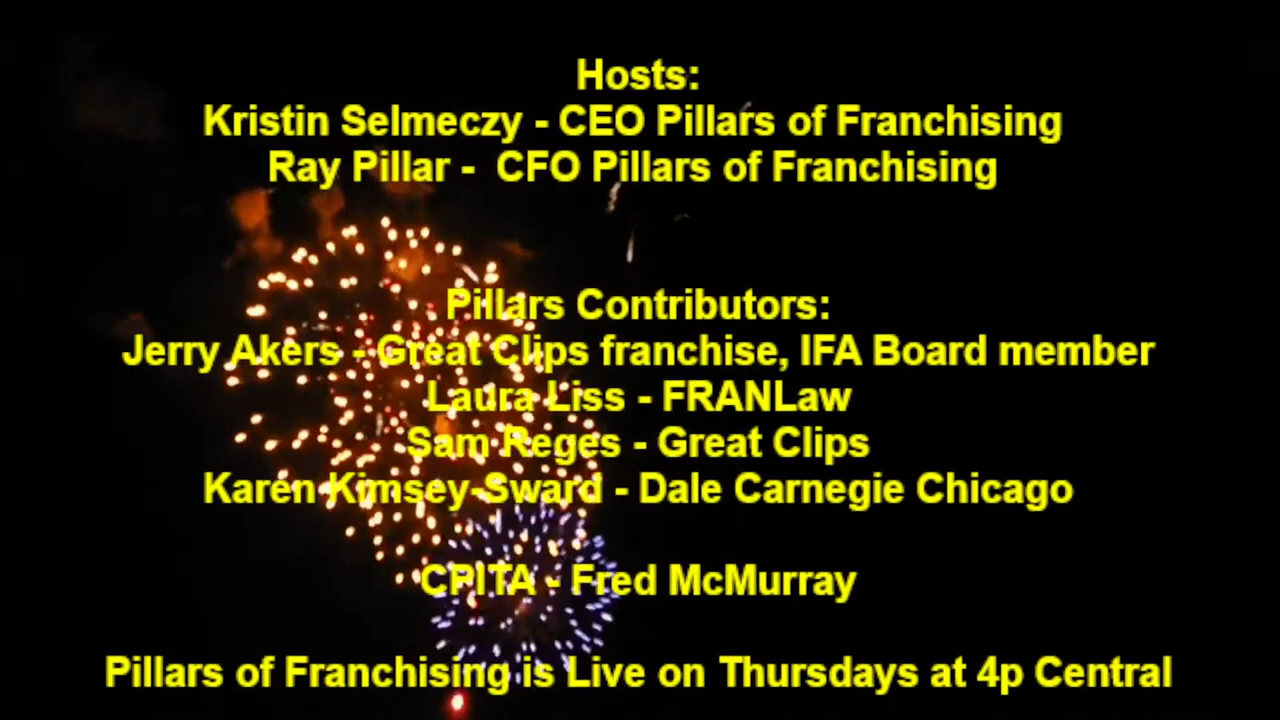 Hosts:
Kristin Selmeczy - CEO Pillars of Franchising
Ray Pillar -  CFO Pillars of Franchising
Pillars Contributors:
Jerry Akers - Great Clips franchise, IFA Board member
Laura Liss - FRANLaw
Sam Reges - Great Clips
Karen Kimsey-Sward - Dale Carnegie Chicago
CPITA - Fred McMurray
Pillars of Franchising is Live on Thursdays at 4p Central